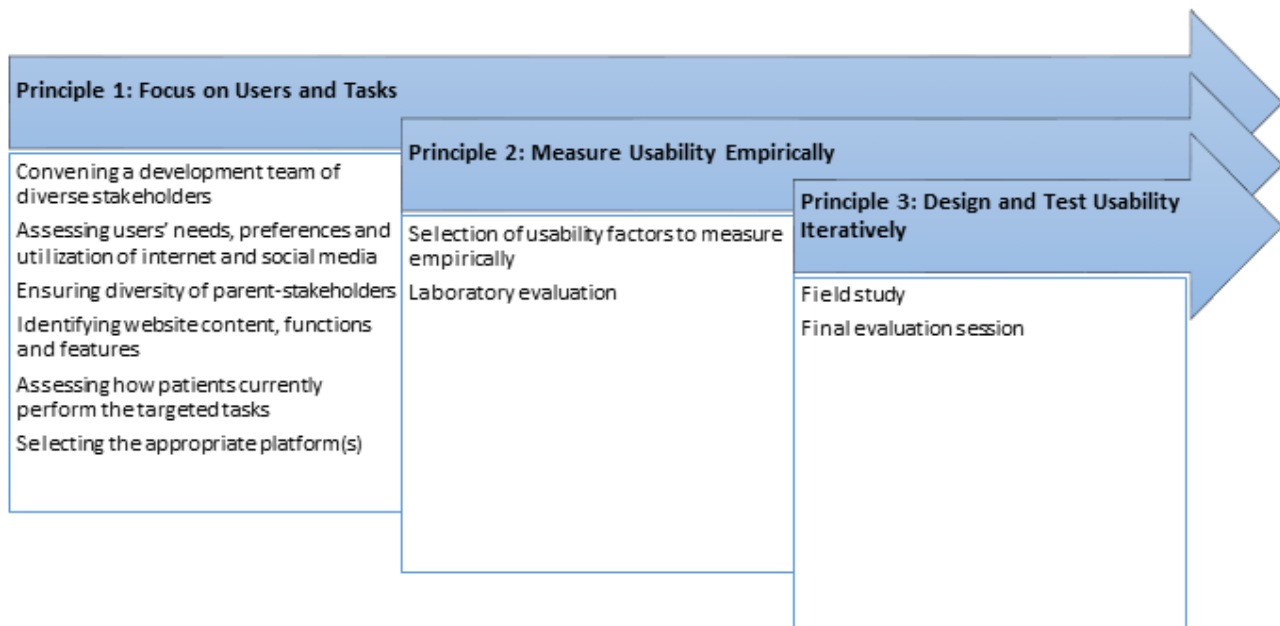 Principle 1: Focus on Users and Tasks
Convening a development team of
diverse stakeholders
Assessing users' needs, preferences and
utilization of internet and social media
Ensuring diversity of parent-stakeholders
Identifying website content, functions
and features
Assessing how patients currently
perform the targeted tasks
Selecting the appropriate platform(s)
Principle 2: Measure Usability Empirically
Selection of usability factors to measure
empirically
Laboratory evaluation
Principle 3: Design and Test Usability
Iteratively
Field study
Final evaluation session